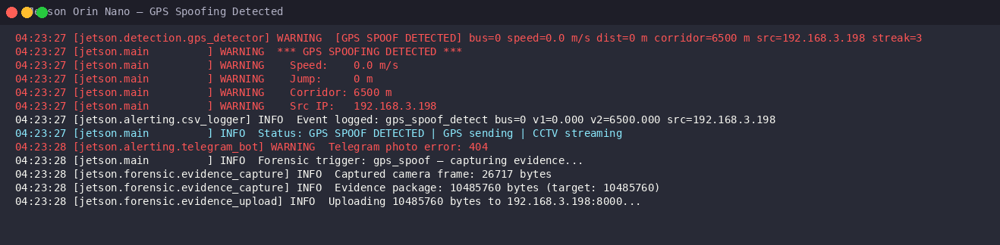 Jetson Orin Nano — GPS Spoofing Detected
04:23:27 [jetson.detection.gps_detector] WARNING  [GPS SPOOF DETECTED] bus=0 speed=0.0 m/s dist=0 m corridor=6500 m src=192.168.3.198 streak=3
04:23:27 [jetson.main         ] WARNING  *** GPS SPOOFING DETECTED ***
04:23:27 [jetson.main         ] WARNING    Speed:    0.0 m/s
04:23:27 [jetson.main         ] WARNING    Jump:     0 m
04:23:27 [jetson.main         ] WARNING    Corridor: 6500 m
04:23:27 [jetson.main         ] WARNING    Src IP:   192.168.3.198
04:23:27 [jetson.alerting.csv_logger] INFO  Event logged: gps_spoof_detect bus=0 v1=0.000 v2=6500.000 src=192.168.3.198
04:23:27 [jetson.main         ] INFO  Status: GPS SPOOF DETECTED | GPS sending | CCTV streaming
04:23:28 [jetson.alerting.telegram_bot] WARNING  Telegram photo error: 404
04:23:28 [jetson.main         ] INFO  Forensic trigger: gps_spoof — capturing evidence...
04:23:28 [jetson.forensic.evidence_capture] INFO  Captured camera frame: 26717 bytes
04:23:28 [jetson.forensic.evidence_capture] INFO  Evidence package: 10485760 bytes (target: 10485760)
04:23:28 [jetson.forensic.evidence_upload] INFO  Uploading 10485760 bytes to 192.168.3.198:8000...